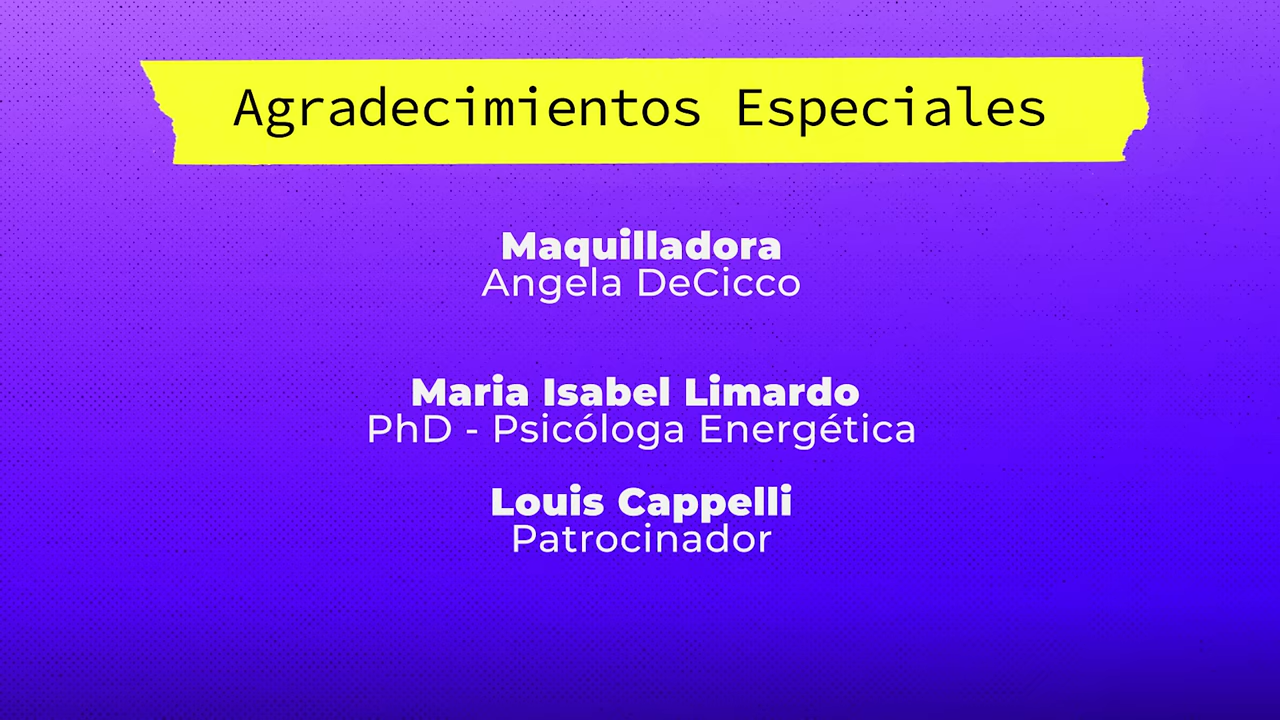 Agradecimientos Especiales
Maquilladora
Angela DeCicco
Maria Isabel Limardo
PhD - Psicóloga Energética
Louis Cappelli
Patrocinador